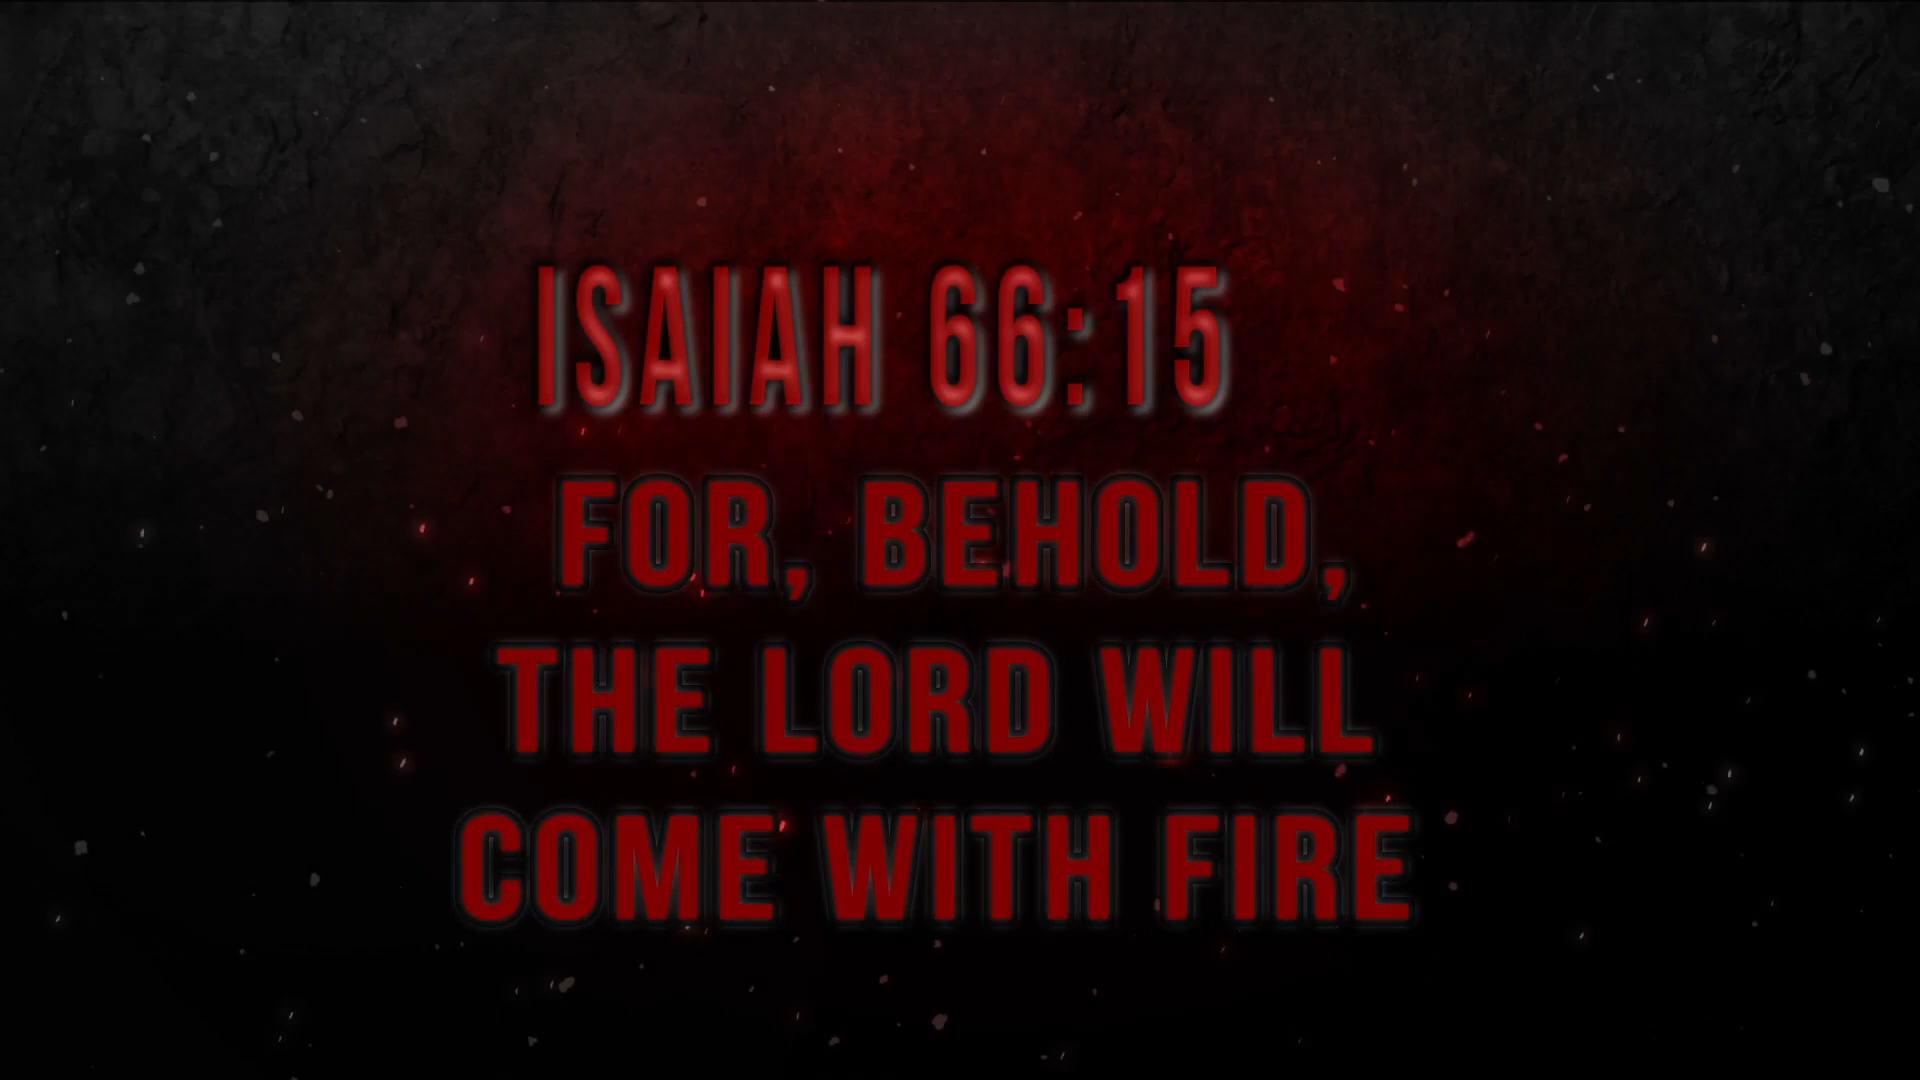 ISAIAH 66:15
FOR, BEHOLD,
THE LORD WILL
COME WITH FIRE